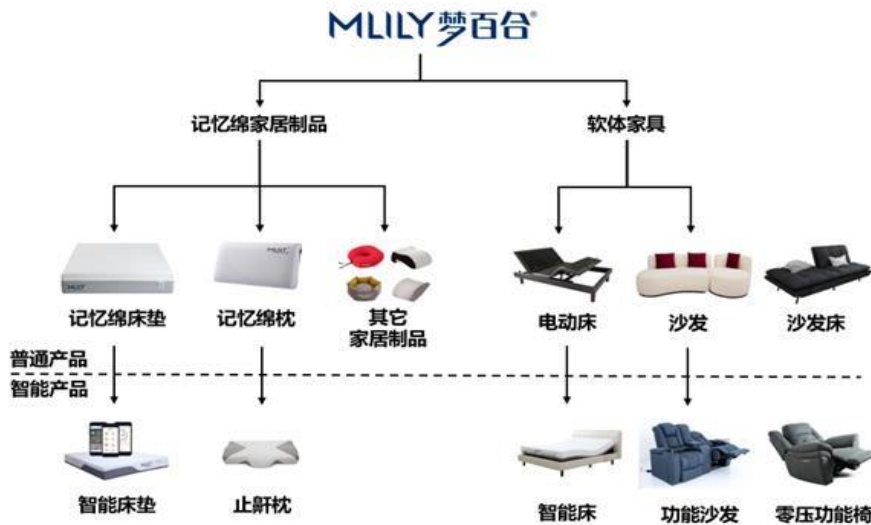 MLILY梦百合®
记忆绵家居制品
软体家具
MLILY
MLILY
记忆绵床垫
记忆绵枕
其它
家居制品
电动床
沙发
沙发床
普通产品
智能产品
智能床垫
止鼾枕
智能床
功能沙发
零压功能椅